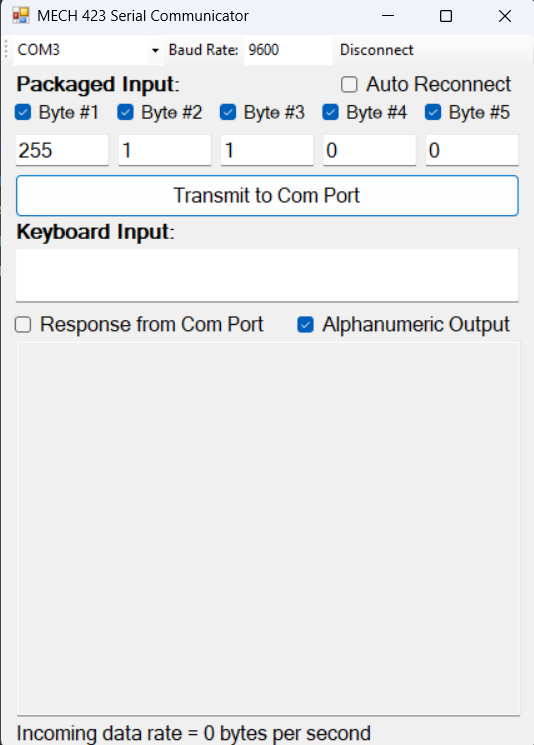 MECH 423 Serial Communicator
COM3 Baud Rate: 9600 Disconnect
Packaged Input: Auto Reconnect
Byte #1 Byte #2 Byte #3 Byte #4 Byte #5
255 1 1 0 0
Transmit to Com Port
Keyboard Input:
Response from Com Port Alphanumeric Output
Incoming data rate = 0 bytes per second